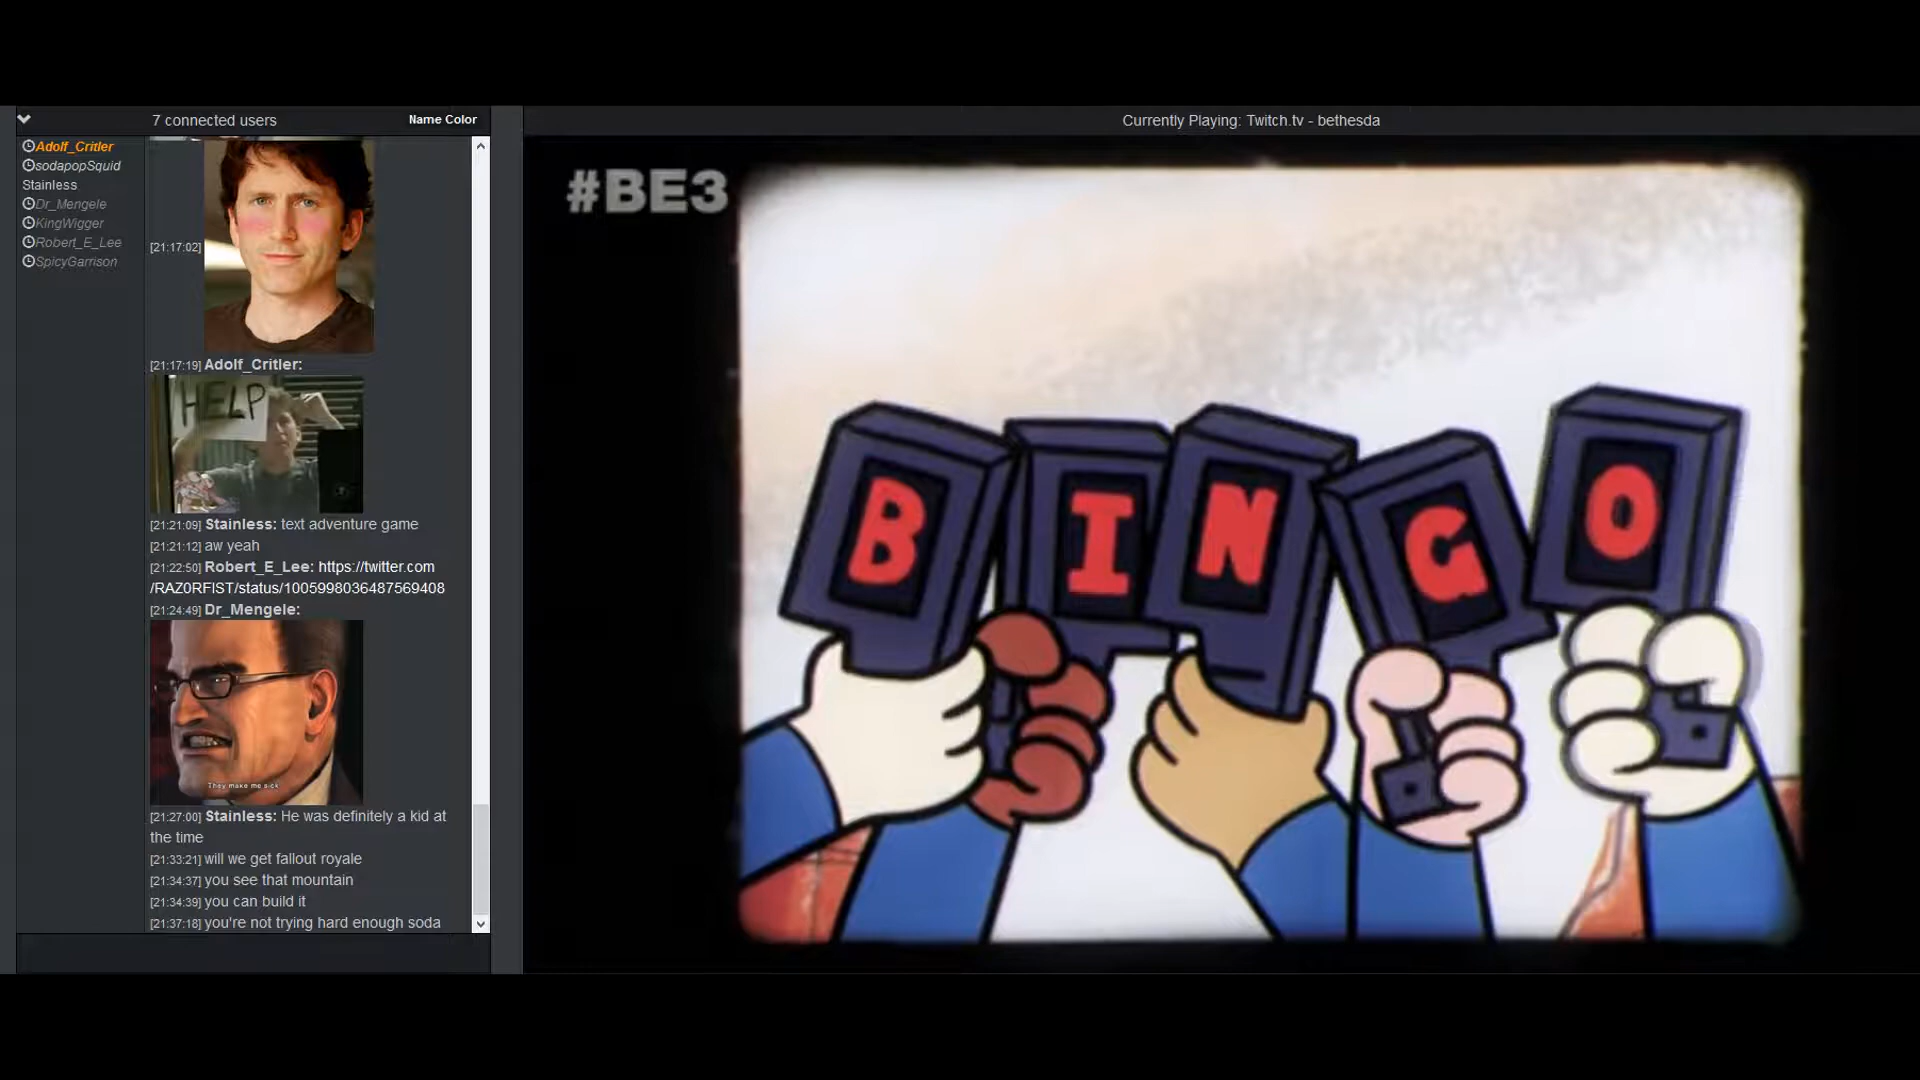 7 connected users
Name Color
Currently Playing: Twitch.tv - bethesda
Adolf_Critler
sodapopSquid
Stainless
Dr_Mengele
KingWigger
Robert_E_Lee
SpicyGarrison
[21:17:02]
[21:17:19] Adolf_Critler:
HELP
[21:21:09] Stainless: text adventure game
[21:21:12] aw yeah
[21:22:50] Robert_E_Lee: https://twitter.com
/RAZ0RFIST/status/1005998036487569408
[21:24:49] Dr_Mengele:
They make me sick
[21:27:00] Stainless: He was definitely a kid at
the time
[21:33:21] will we get fallout royale
[21:34:37] you see that mountain
[21:34:39] you can build it
[21:37:18] you're not trying hard enough soda
#BE3
BINGO